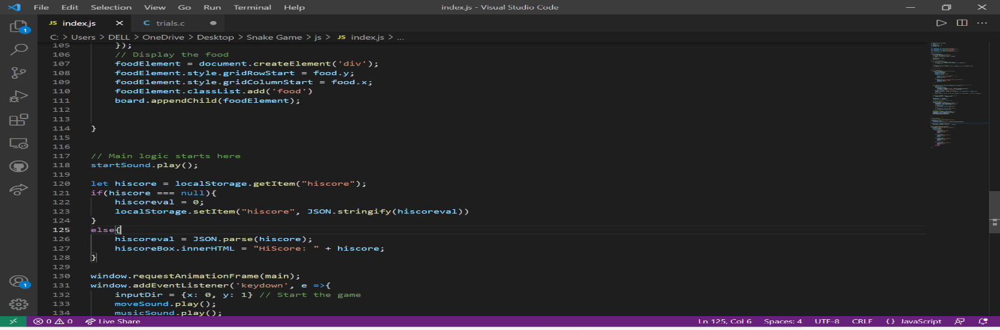 File Edit Selection View Go Run Terminal Help index.js - Visual Studio Code
JS index.js × C trials.c ●
C: > Users > DELL > OneDrive > Desktop > Snake Game > js > JS index.js > ...
105 });
106 // Display the food
107 foodElement = document.createElement('div');
108 foodElement.style.gridRowStart = food.y;
109 foodElement.style.gridColumnStart = food.x;
110 foodElement.classList.add('food')
111 board.appendChild(foodElement);
112
113
114 }
115
116
117 // Main logic starts here
118 startSound.play();
119
120 let hiscore = localStorage.getItem("hiscore");
121 if(hiscore === null){
122 hiscoreval = 0;
123 localStorage.setItem("hiscore", JSON.stringify(hiscoreval))
124 }
125 else{
126 hiscoreval = JSON.parse(hiscore);
127 hiscoreBox.innerHTML = "HiScore: " + hiscore;
128 }
129
130 window.requestAnimationFrame(main);
131 window.addEventListener('keydown', e =>{
132 inputDir = {x: 0, y: 1} // Start the game
133 moveSound.play();
134 musicSound.play();
1
1
0 0 Live Share Ln 125, Col 6 Spaces: 4 UTF-8 CRLF {} JavaScript